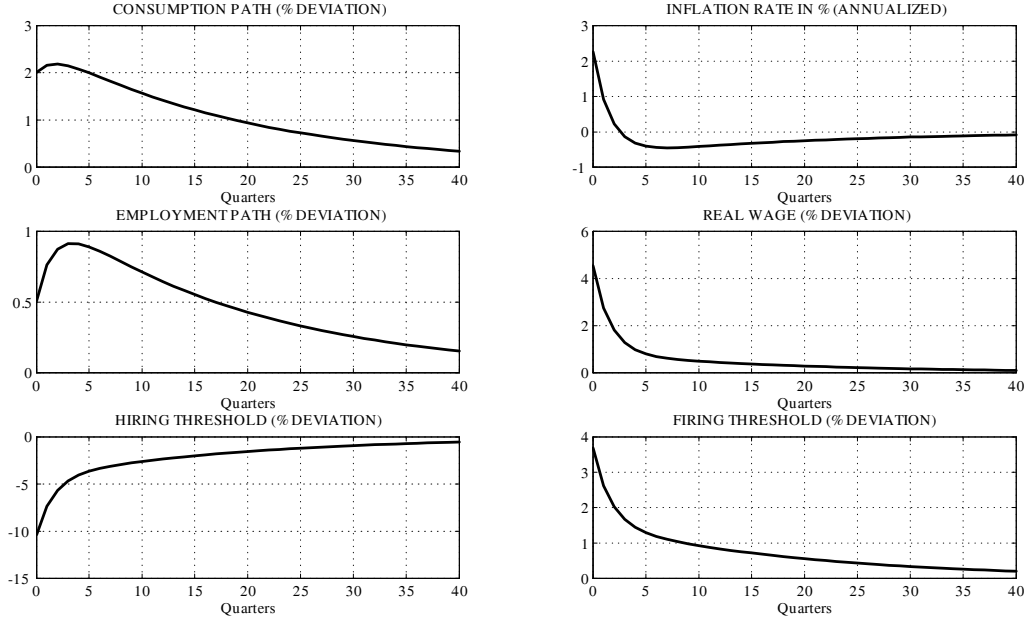 CONSUMPTION PATH (% DEVIATION)
3
2
1
0
0 5 10 15 20 25 30 35 40
Quarters
INFLATION RATE IN % (ANNUALIZED)
3
2
1
0
-1
0 5 10 15 20 25 30 35 40
Quarters
EMPLOYMENT PATH (% DEVIATION)
1
0.5
0
0 5 10 15 20 25 30 35 40
Quarters
REAL WAGE (% DEVIATION)
6
4
2
0
0 5 10 15 20 25 30 35 40
Quarters
HIRING THRESHOLD (% DEVIATION)
0
-5
-10
-15
0 5 10 15 20 25 30 35 40
Quarters
FIRING THRESHOLD (% DEVIATION)
4
3
2
1
0
0 5 10 15 20 25 30 35 40
Quarters